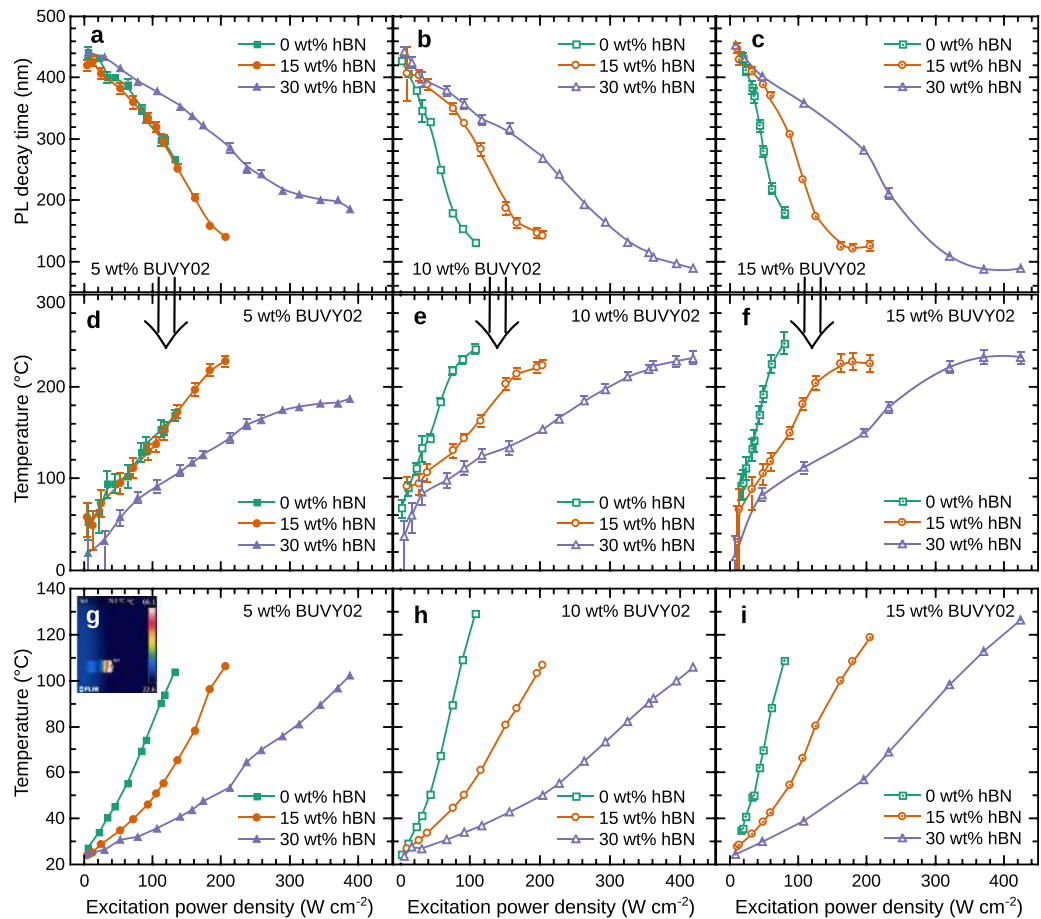 500
400
300
200
100
PL decay time (nm)
a
0 wt% hBN
15 wt% hBN
30 wt% hBN
5 wt% BUVY02
b
0 wt% hBN
15 wt% hBN
30 wt% hBN
10 wt% BUVY02
c
0 wt% hBN
15 wt% hBN
30 wt% hBN
15 wt% BUVY02
300
200
100
0
Temperature (°C)
d
5 wt% BUVY02
0 wt% hBN
15 wt% hBN
30 wt% hBN
e
10 wt% BUVY02
0 wt% hBN
15 wt% hBN
30 wt% hBN
f
15 wt% BUVY02
0 wt% hBN
15 wt% hBN
30 wt% hBN
140
120
100
80
60
40
20
Temperature (°C)
g
5 wt% BUVY02
FLIR
0 wt% hBN
15 wt% hBN
30 wt% hBN
h
10 wt% BUVY02
0 wt% hBN
15 wt% hBN
30 wt% hBN
i
15 wt% BUVY02
0 wt% hBN
15 wt% hBN
30 wt% hBN
0 100 200 300 400
0 100 200 300 400
0 100 200 300 400
Excitation power density (W cm⁻²)
Excitation power density (W cm⁻²)
Excitation power density (W cm⁻²)